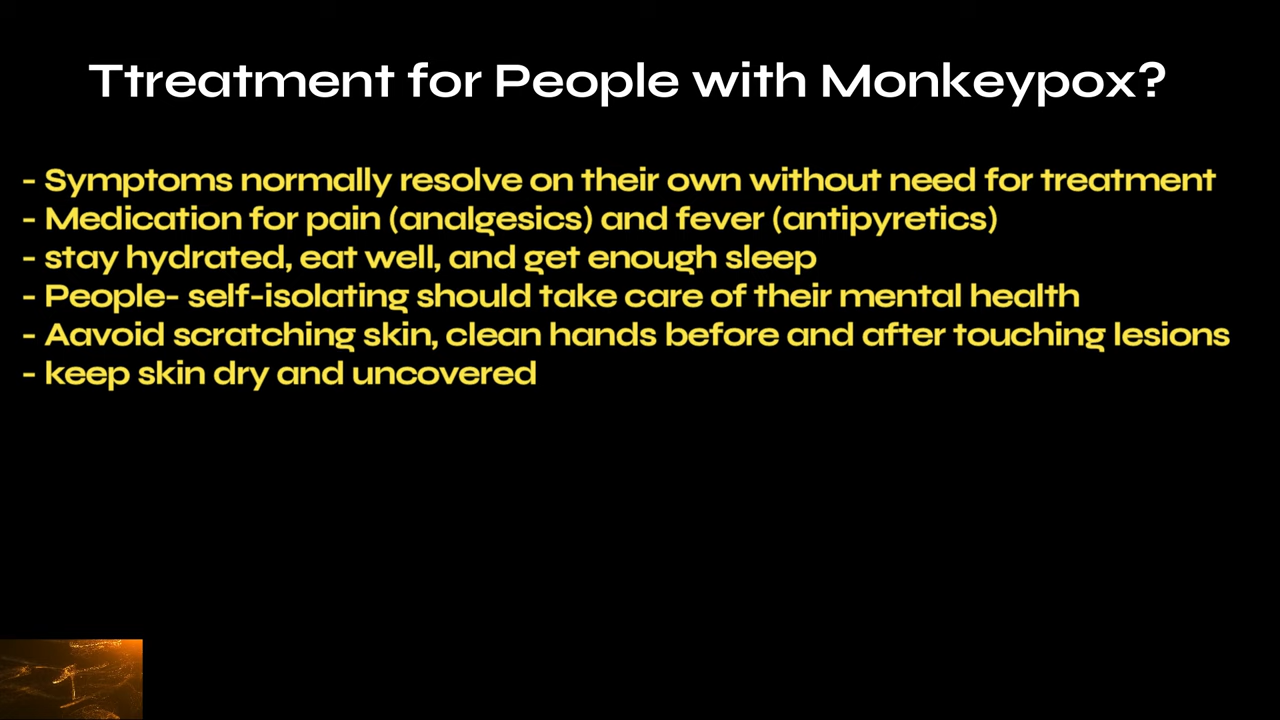 Ttreatment for People with Monkeypox?
- Symptoms normally resolve on their own without need for treatment
- Medication for pain (analgesics) and fever (antipyretics)
- stay hydrated, eat well, and get enough sleep
- People- self-isolating should take care of their mental health
- Aavoid scratching skin, clean hands before and after touching lesions
- keep skin dry and uncovered